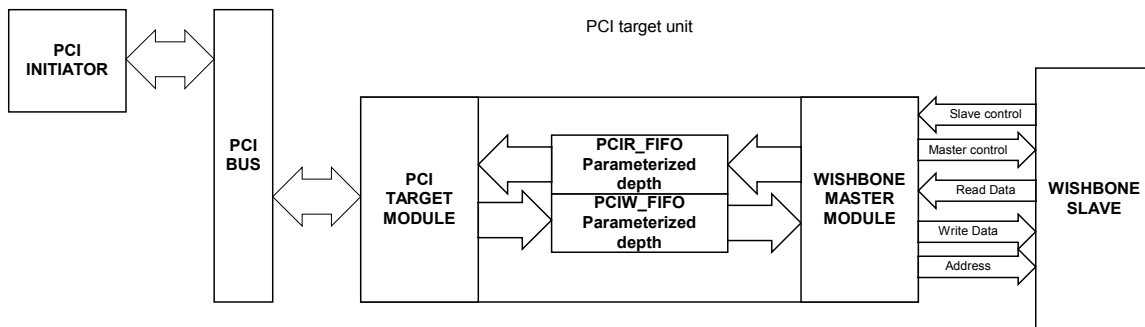 PCI target unit
PCI
INITIATOR
PCI
BUS
PCI
TARGET
MODULE
PCIR_FIFO
Parameterized
depth
PCIW_FIFO
Parameterized
depth
WISHBONE
MASTER
MODULE
Slave control
Master control
Read Data
Write Data
Address
WISHBONE
SLAVE